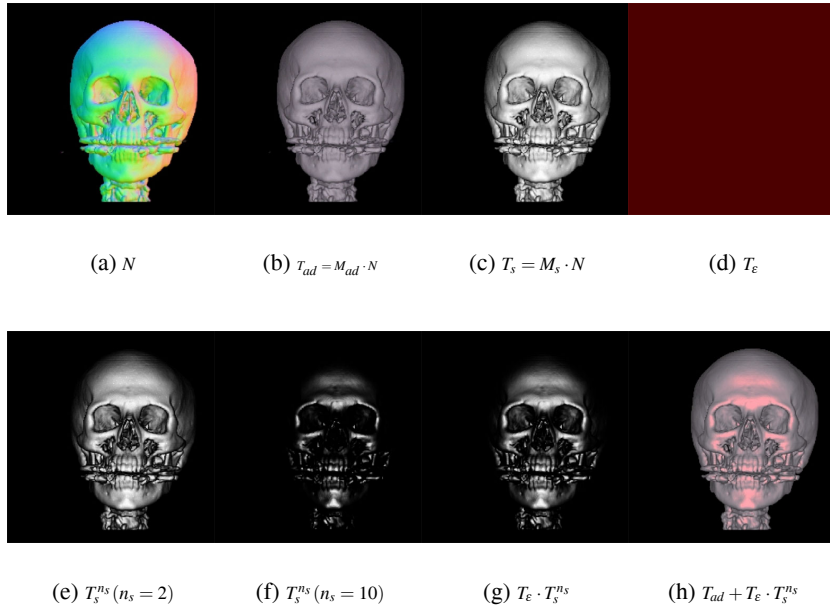 (a) N (b) T_ad = M_ad · N (c) T_s = M_s · N (d) T_ε
(e) T_s^{n_s} (n_s = 2) (f) T_s^{n_s} (n_s = 10) (g) T_ε · T_s^{n_s} (h) T_ad + T_ε · T_s^{n_s}